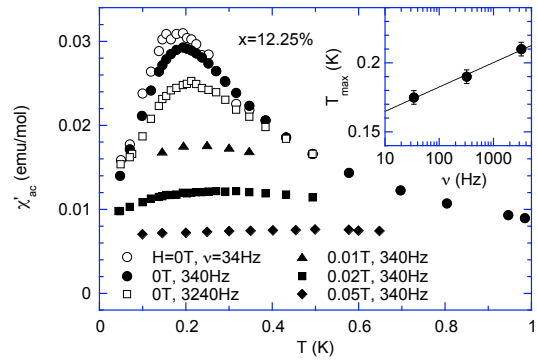 x=12.25%
0.03
0.02
0.01
0
χ'ac (emu/mol)
0 0.2 0.4 0.6 0.8 1
T (K)
H=0T, ν=34Hz
0T, 340Hz
0T, 3240Hz
0.01T, 340Hz
0.02T, 340Hz
0.05T, 340Hz
0.2
0.15
Tmax (K)
10 100 1000
ν (Hz)